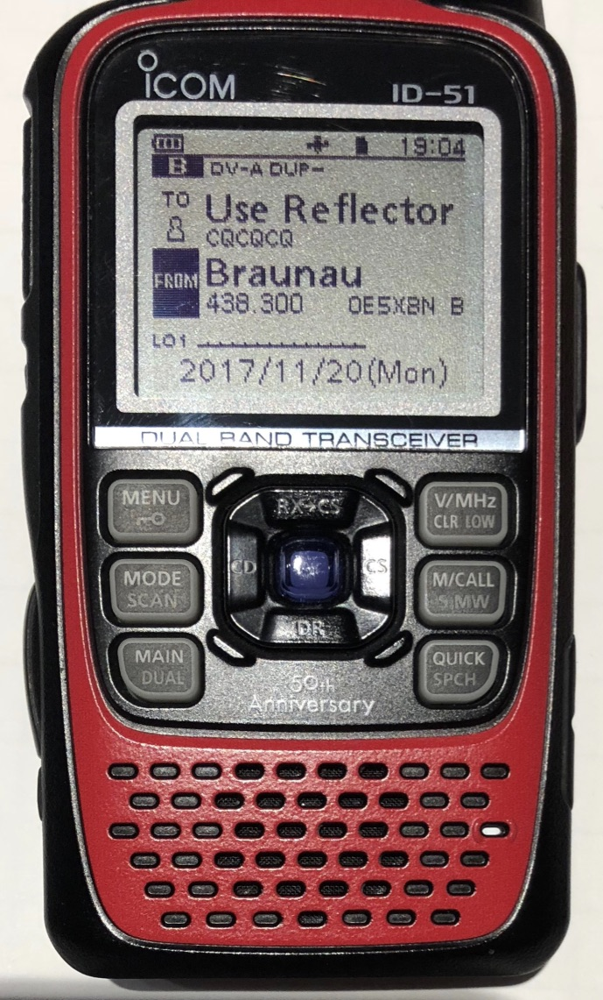 ICOM
ID-51
19:04
B DV-A DUP-
TO Use Reflector
CQCQCQ
FROM Braunau
438.300 OE5XBN B
L01
2017/11/20(Mon)
DUAL BAND TRANSCEIVER
MENU
RX→CS
V/MHz
CLR LOW
MODE
SCAN
CD
CS
M/CALL
S.MW
MAIN
DUAL
DR
QUICK
SPCH
50th
Anniversary